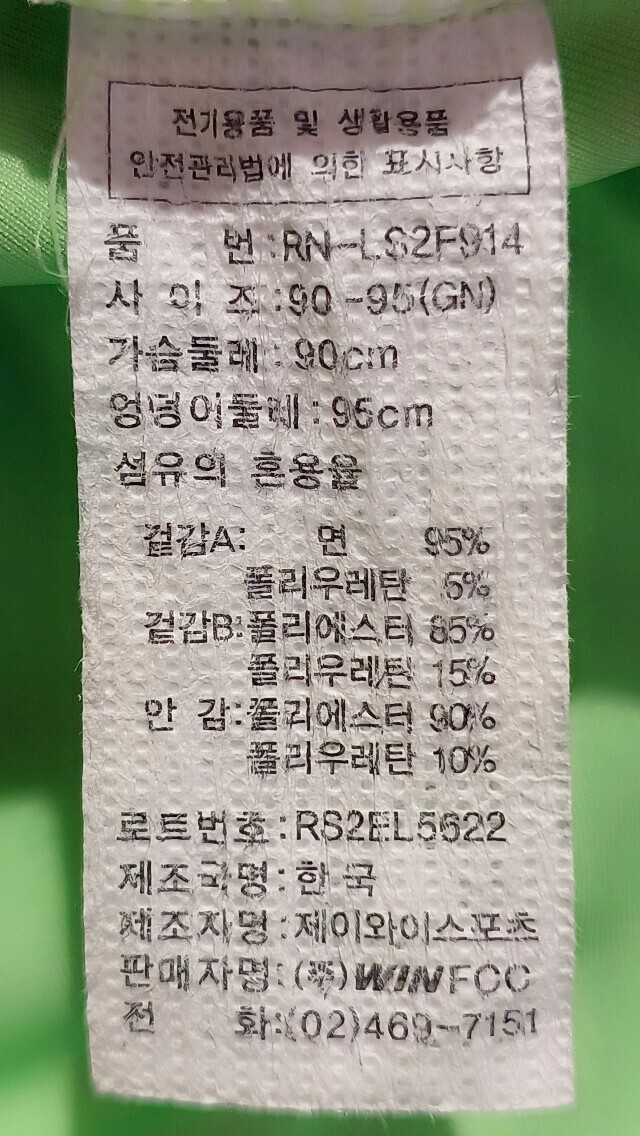 전기용품 및 생활용품
안전관리법에 의한 표시사항
품 번:RN-LS2F914
사 이 즈:90-95(GN)
가슴둘레:90cm
엉덩이둘레:95cm
섬유의 혼용율
겉감A: 면 95%
폴리우레탄 5%
겉감B:폴리에스터 85%
폴리우레탄 15%
안 감:폴리에스터 90%
폴리우레탄 10%
로트번호:RS2EL5622
제조국명:한국
제조자명:제이와이스포츠
판매자명:(주)WINFCC
전 화:(02)469-7151